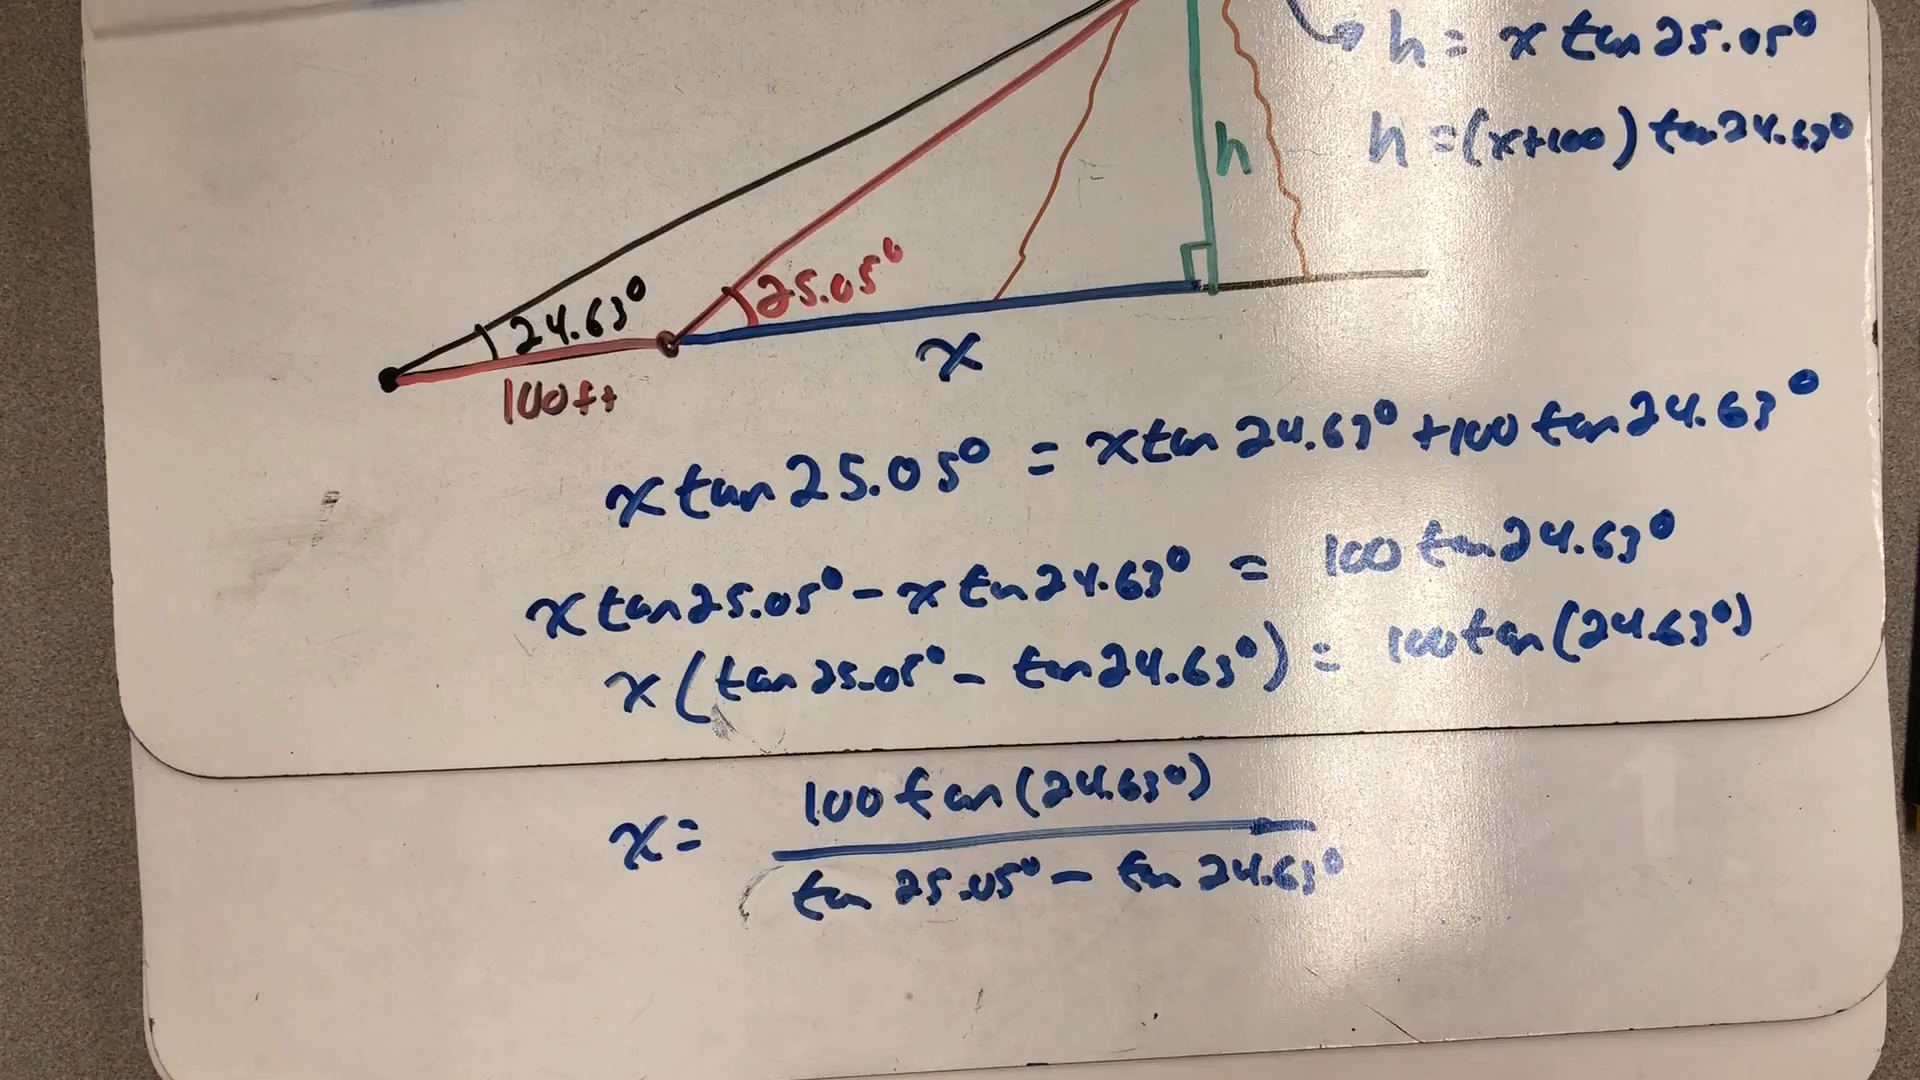 h = x tan 25.05°
h = (x+100) tan 24.63°
h
25.05°
24.63°
x
100ft
x tan 25.05° = x tan 24.63° + 100 tan 24.63°
x tan 25.05° - x tan 24.63° = 100 tan 24.63°
x (tan 25.05° - tan 24.63°) = 100 tan (24.63°)
x = 100 tan (24.63°)
tan 25.05° - tan 24.63°